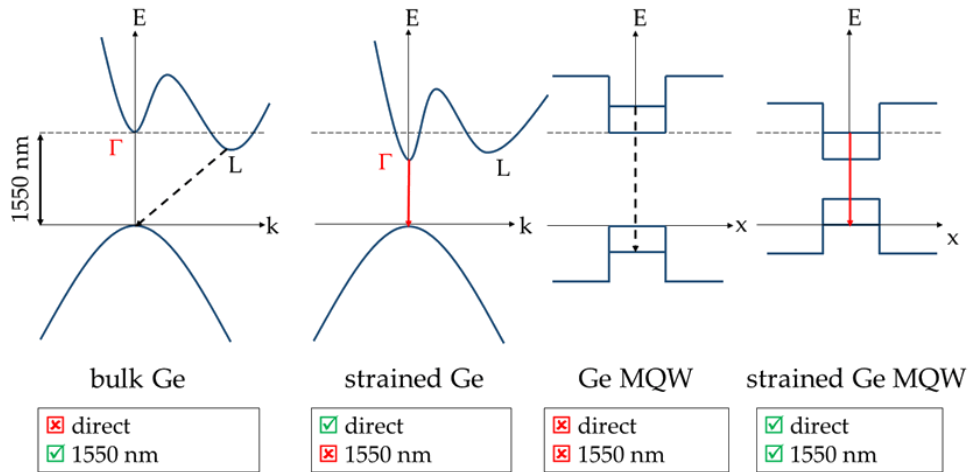 E
Γ
L
k
1550 nm
bulk Ge
☒ direct
☑ 1550 nm
E
Γ
L
k
strained Ge
☑ direct
☒ 1550 nm
E
x
Ge MQW
☒ direct
☒ 1550 nm
E
x
strained Ge MQW
☑ direct
☑ 1550 nm